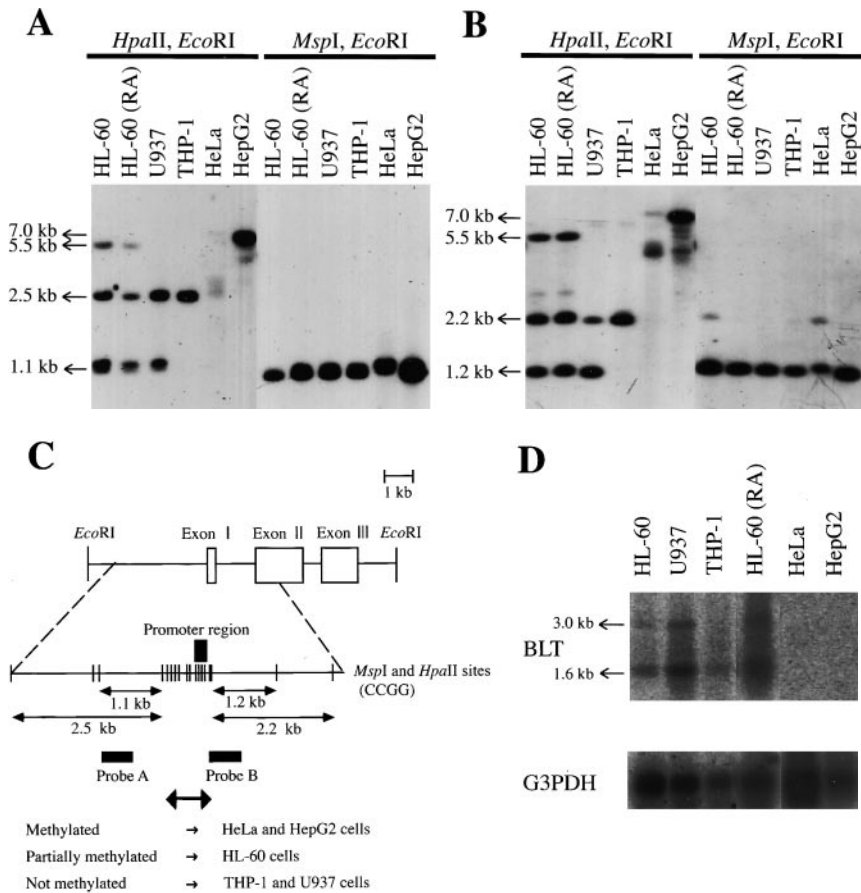 A
HpaII, EcoRI
MspI, EcoRI
HL-60
HL-60 (RA)
U937
THP-1
HeLa
HepG2
HL-60
HL-60 (RA)
U937
THP-1
HeLa
HepG2
7.0 kb
5.5 kb
2.5 kb
1.1 kb
B
HpaII, EcoRI
MspI, EcoRI
HL-60
HL-60 (RA)
U937
THP-1
HeLa
HepG2
HL-60
HL-60 (RA)
U937
THP-1
HeLa
HepG2
7.0 kb
5.5 kb
2.2 kb
1.2 kb
C
1 kb
EcoRI
Exon I
Exon II
Exon III
EcoRI
Promoter region
MspI and HpaII sites
(CCGG)
1.1 kb
1.2 kb
2.5 kb
2.2 kb
Probe A
Probe B
Methylated → HeLa and HepG2 cells
Partially methylated → HL-60 cells
Not methylated → THP-1 and U937 cells
D
HL-60
U937
THP-1
HL-60 (RA)
HeLa
HepG2
3.0 kb
BLT
1.6 kb
G3PDH